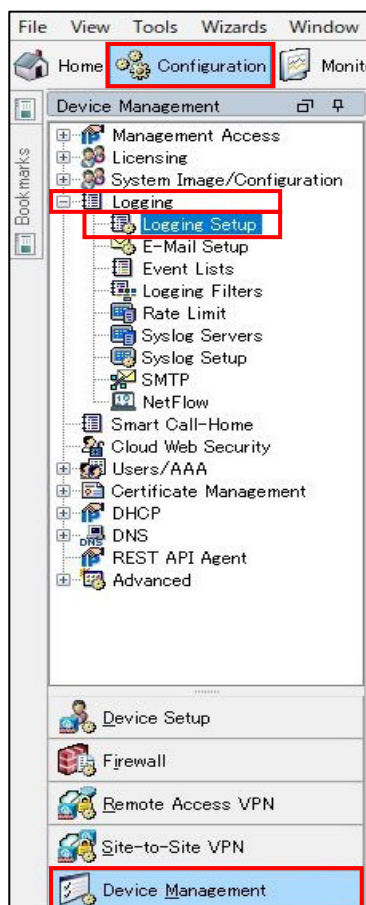 File View Tools Wizards Window
Home Configuration Monit
Device Management
Bookmarks
Management Access
Licensing
System Image/Configuration
Logging
Logging Setup
E-Mail Setup
Event Lists
Logging Filters
Rate Limit
Syslog Servers
Syslog Setup
SMTP
NetFlow
Smart Call-Home
Cloud Web Security
Users/AAA
Certificate Management
DHCP
DNS
REST API Agent
Advanced
Device Setup
Firewall
Remote Access VPN
Site-to-Site VPN
Device Management